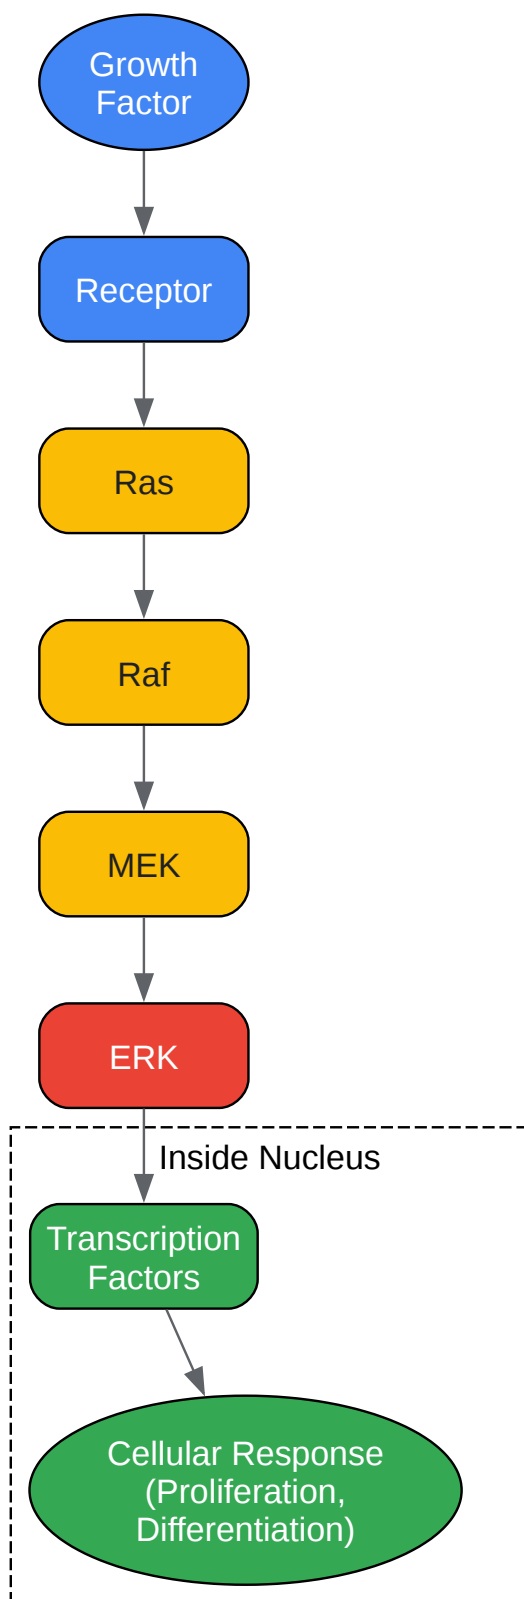 Growth
Factor
Receptor
Ras
Raf
MEK
ERK
Inside Nucleus
Transcription
Factors
Cellular Response
(Proliferation,
Differentiation)